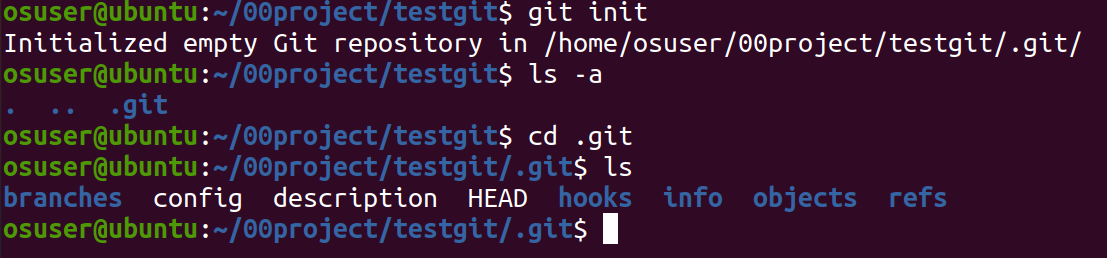 osuser@ubuntu:~/00project/testgit$ git init
Initialized empty Git repository in /home/osuser/00project/testgit/.git/
osuser@ubuntu:~/00project/testgit$ ls -a
.  ..  .git
osuser@ubuntu:~/00project/testgit$ cd .git
osuser@ubuntu:~/00project/testgit/.git$ ls
branches  config  description  HEAD  hooks  info  objects  refs
osuser@ubuntu:~/00project/testgit/.git$